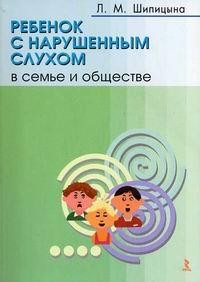 Л. М. Шипицына
РЕБЕНОК
С НАРУШЕННЫМ
СЛУХОМ
в семье и обществе